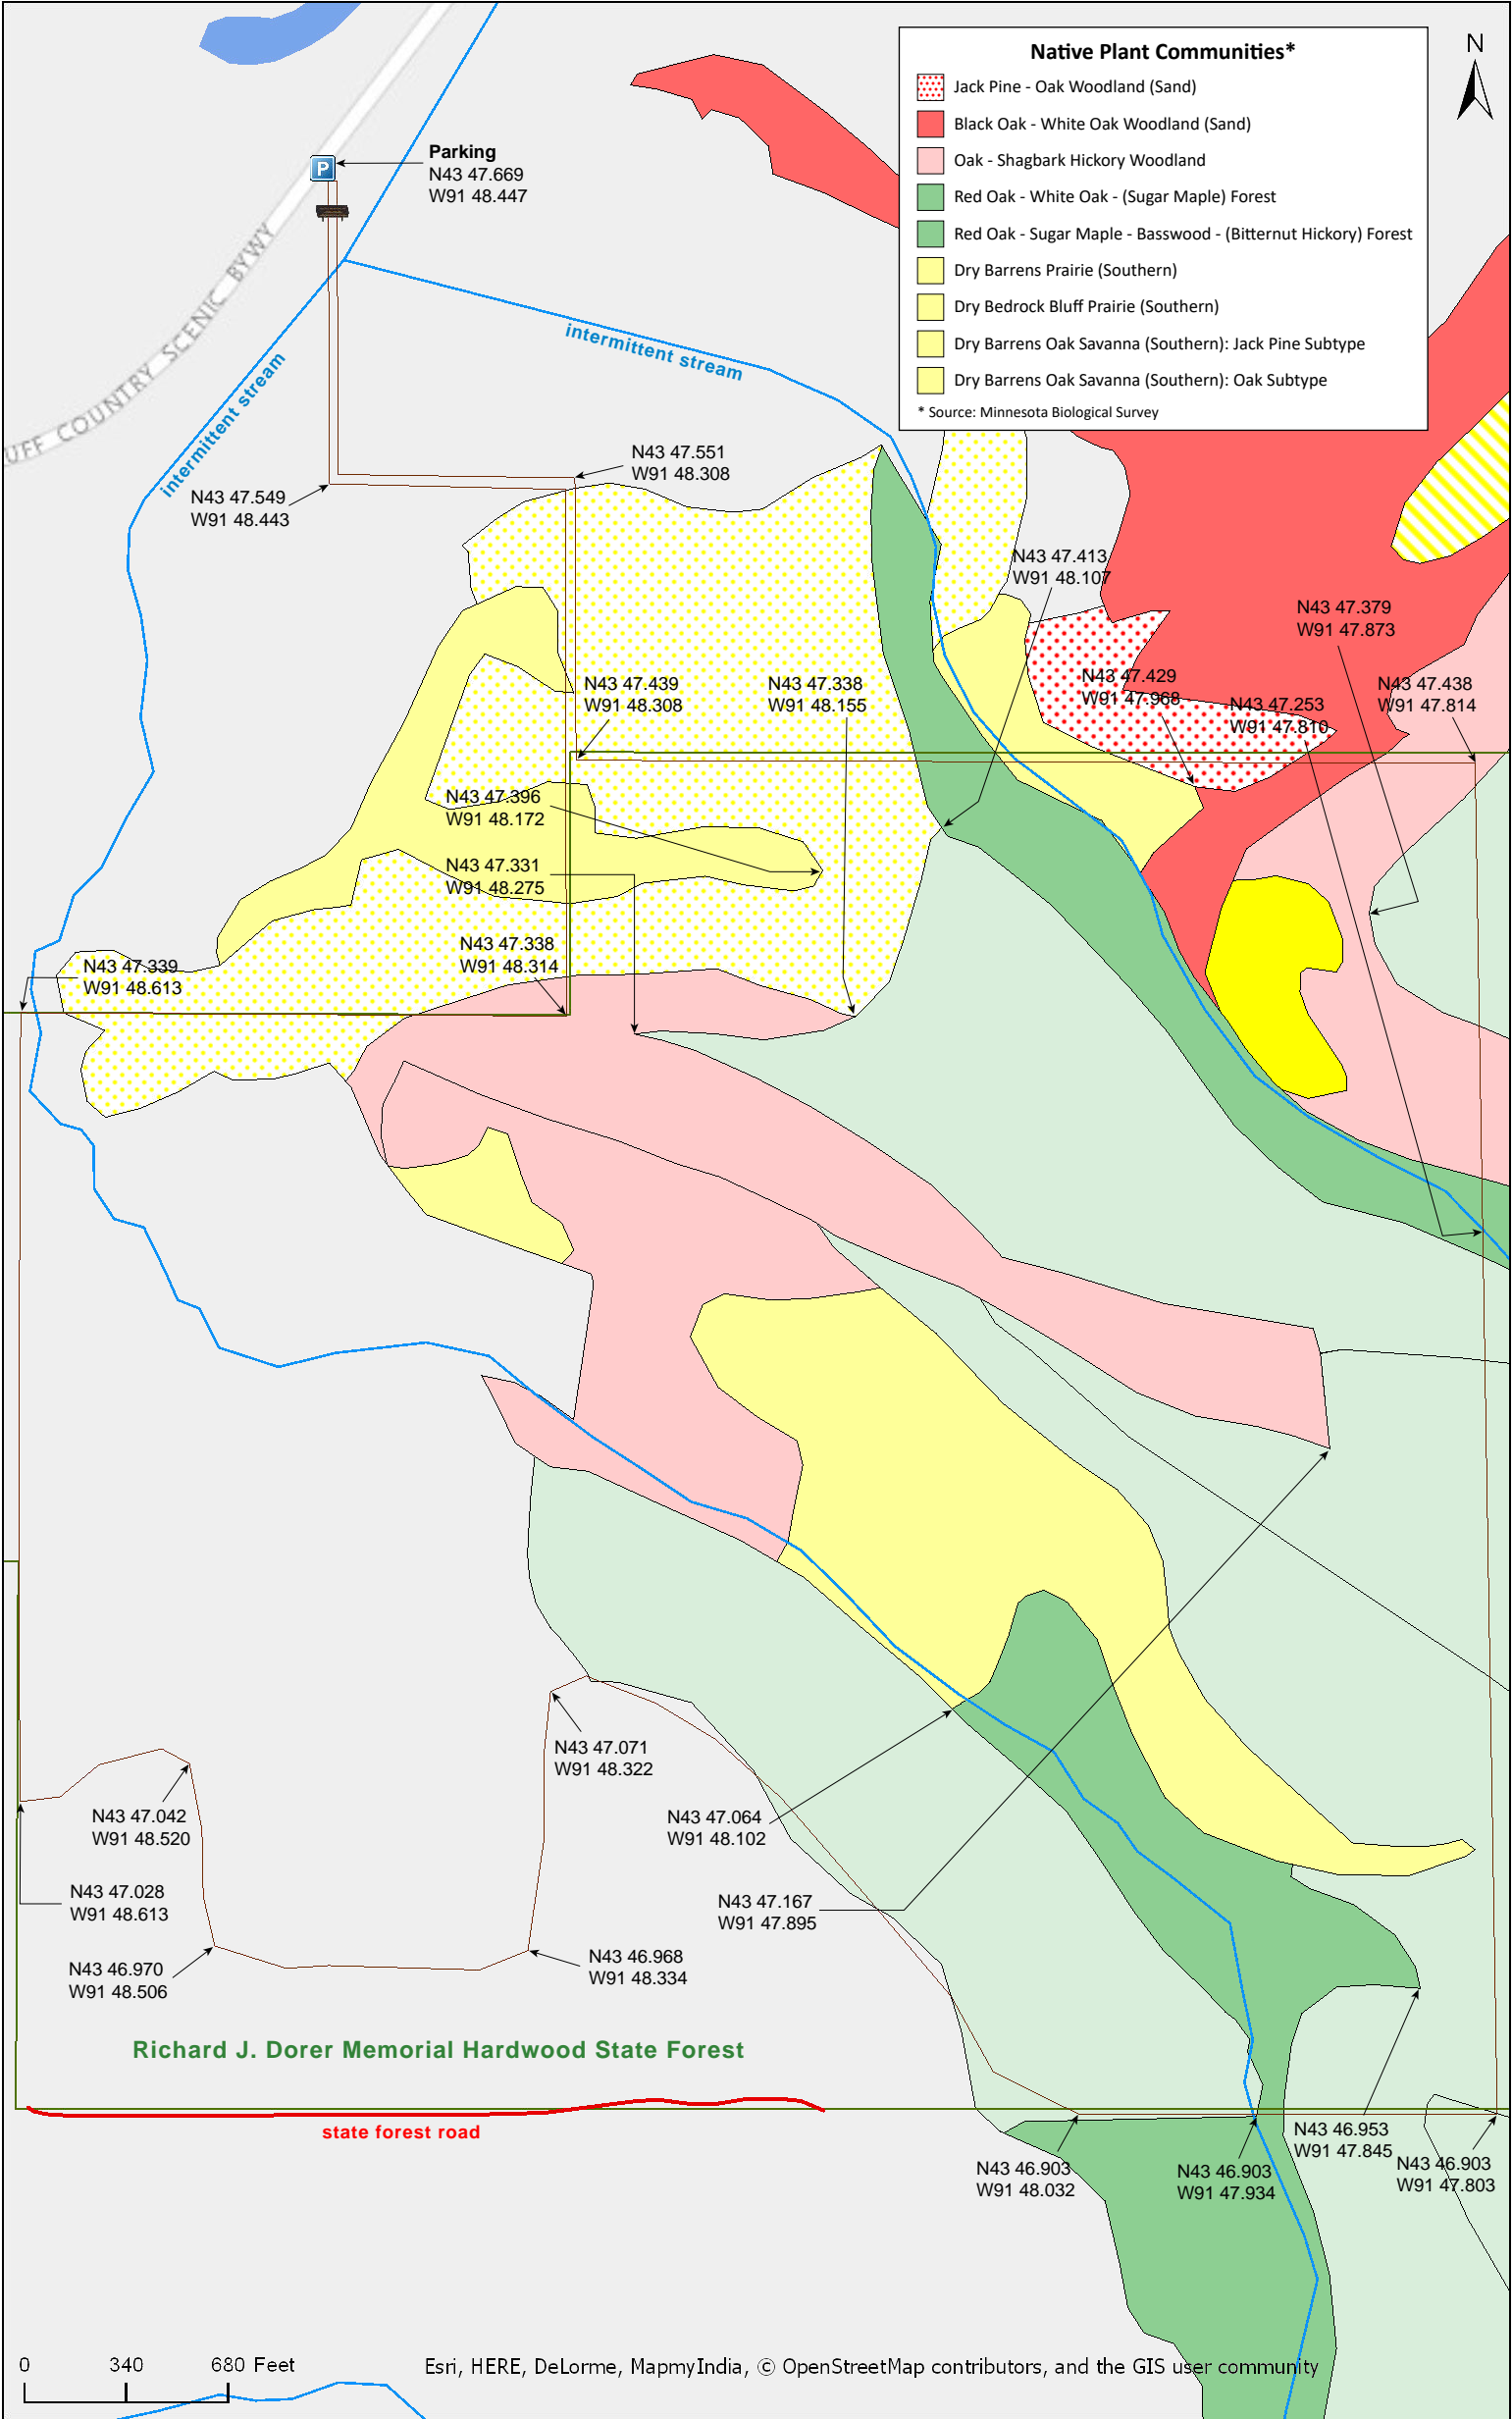 N
Native Plant Communities*
Jack Pine - Oak Woodland (Sand)
Black Oak - White Oak Woodland (Sand)
Oak - Shagbark Hickory Woodland
Red Oak - White Oak - (Sugar Maple) Forest
Red Oak - Sugar Maple - Basswood - (Bitternut Hickory) Forest
Dry Barrens Prairie (Southern)
Dry Bedrock Bluff Prairie (Southern)
Dry Barrens Oak Savanna (Southern): Jack Pine Subtype
Dry Barrens Oak Savanna (Southern): Oak Subtype
* Source: Minnesota Biological Survey
P
Parking
N43 47.669
W91 48.447
UFF COUNTRY SCENIC BYWY
intermittent stream
intermittent stream
N43 47.551
W91 48.308
N43 47.549
W91 48.443
N43 47.413
W91 48.107
N43 47.379
W91 47.873
N43 47.439
W91 48.308
N43 47.338
W91 48.155
N43 47.429
W91 47.968
N43 47.253
W91 47.810
N43 47.438
W91 47.814
N43 47.396
W91 48.172
N43 47.331
W91 48.275
N43 47.338
W91 48.314
N43 47.339
W91 48.613
N43 47.071
W91 48.322
N43 47.042
W91 48.520
N43 47.064
W91 48.102
N43 47.028
W91 48.613
N43 47.167
W91 47.895
N43 46.970
W91 48.506
N43 46.968
W91 48.334
Richard J. Dorer Memorial Hardwood State Forest
state forest road
N43 46.903
W91 48.032
N43 46.903
W91 47.934
N43 46.953
W91 47.845
N43 46.903
W91 47.803
0 340 680 Feet
Esri, HERE, DeLorme, MapmyIndia, © OpenStreetMap contributors, and the GIS user community